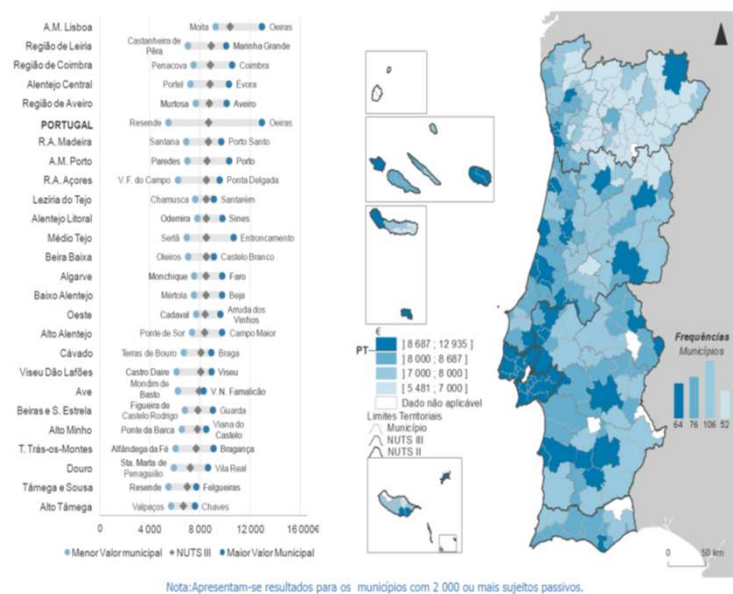 A.M. Lisboa Moita Oeiras
Região de Leiria Castanheira de Pêra Marinha Grande
Região de Coimbra Penacova Coimbra
Alentejo Central Portel Évora
Região de Aveiro Murtosa Aveiro
PORTUGAL Resende Oeiras
R.A. Madeira Santana Porto Santo
A.M. Porto Paredes Porto
R.A. Açores V.F. do Campo Ponta Delgada
Lezíria do Tejo Chamusca Santarém
Alentejo Litoral Odemira Sines
Médio Tejo Sertã Entroncamento
Beira Baixa Oleiros Castelo Branco
Algarve Monchique Faro
Baixo Alentejo Mértola Beja
Oeste Cadaval Arruda dos Vinhos
Alto Alentejo Ponte de Sor Campo Maior
Cávado Terras de Bouro Braga
Viseu Dão Lafões Castro Daire Viseu
Ave Mondim de Basto V.N. Famalicão
Beiras e S. Estrela Figueira de Castelo Rodrigo Guarda
Alto Minho Ponte da Barca Viana do Castelo
T. Trás-os-Montes Alfândega da Fé Bragança
Douro Sta. Marta de Penaguião Vila Real
Tâmega e Sousa Resende Felgueiras
Alto Tâmega Valpaços Chaves
0 4 000 8 000 12 000 16 000€
Menor Valor municipal NUTS III Maior Valor Municipal
€
PT
] 8 687 ; 12 935 ]
] 8 000 ; 8 687 ]
] 7 000 ; 8 000 ]
[ 5 481 ; 7 000 ]
Dado não aplicável
Limites Territoriais
Município
NUTS III
NUTS II
Frequências
Municípios
64 76 106 52
0 50 km
Nota:Apresentam-se resultados para os municípios com 2 000 ou mais sujeitos passivos.